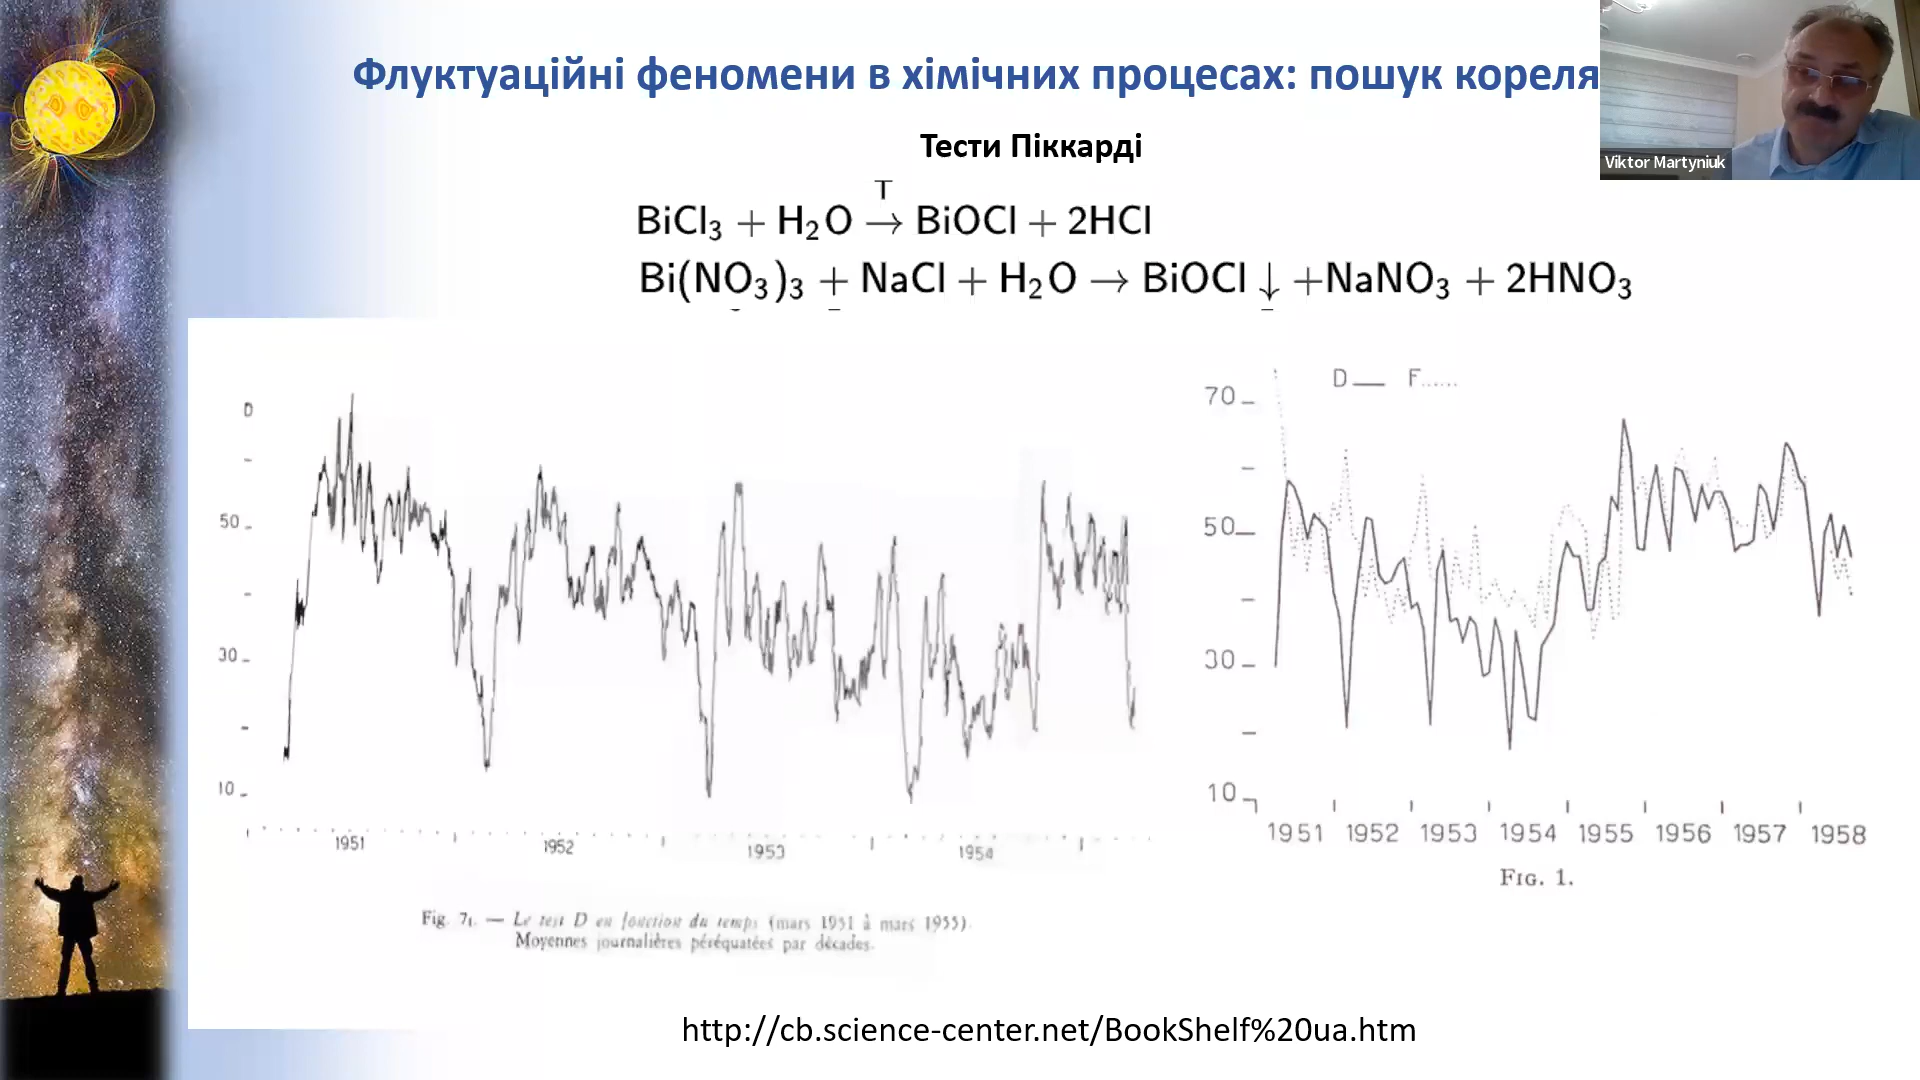 Флуктуаційні феномени в хімічних процесах: пошук кореля
Viktor Martyniuk
Тести Піккарді
T
BiCl₃ + H₂O → BiOCl + 2HCl
Bi(NO₃)₃ + NaCl + H₂O → BiOCl ↓ +NaNO₃ + 2HNO₃
D
50
30
10
1951 1952 1953 1954
Fig. 7. — Le test D en fonction du temps (mars 1951 à mars 1955).
Moyennes journalières péréquatées par décades.
D F
70
50
30
10
1951 1952 1953 1954 1955 1956 1957 1958
FIG. 1.
http://cb.science-center.net/BookShelf%20ua.htm